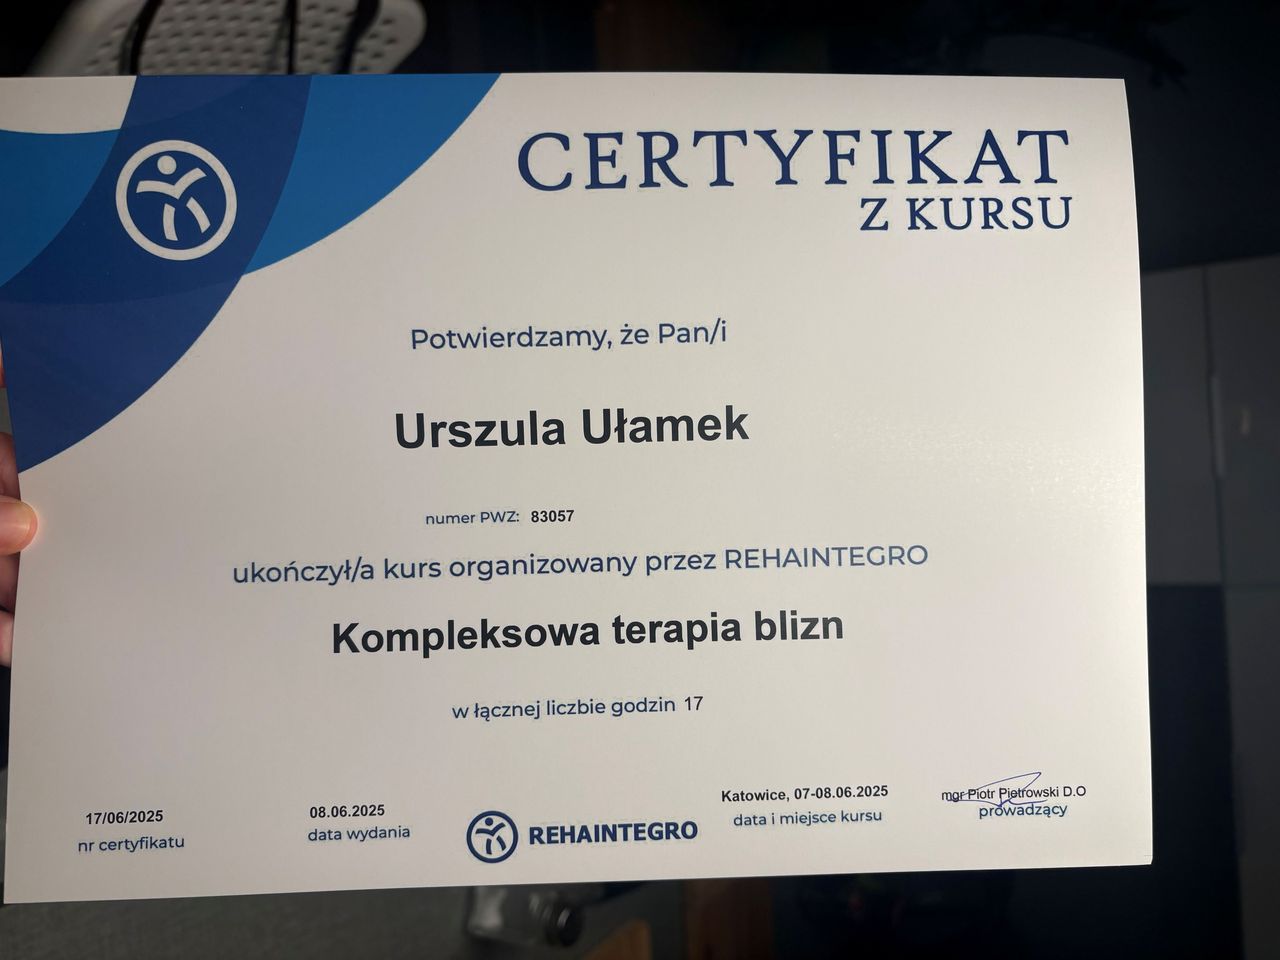 CERTYFIKAT
Z KURSU
Potwierdzamy, że Pan/i
Urszula Ułamek
numer PWZ: 83057
ukończył/a kurs organizowany przez REHAINTEGRO
Kompleksowa terapia blizn
w łącznej liczbie godzin 17
17/06/2025
nr certyfikatu
08.06.2025
data wydania
REHAINTEGRO
Katowice, 07-08.06.2025
data i miejsce kursu
mgr Piotr Pietrowski D.O
prowadzący